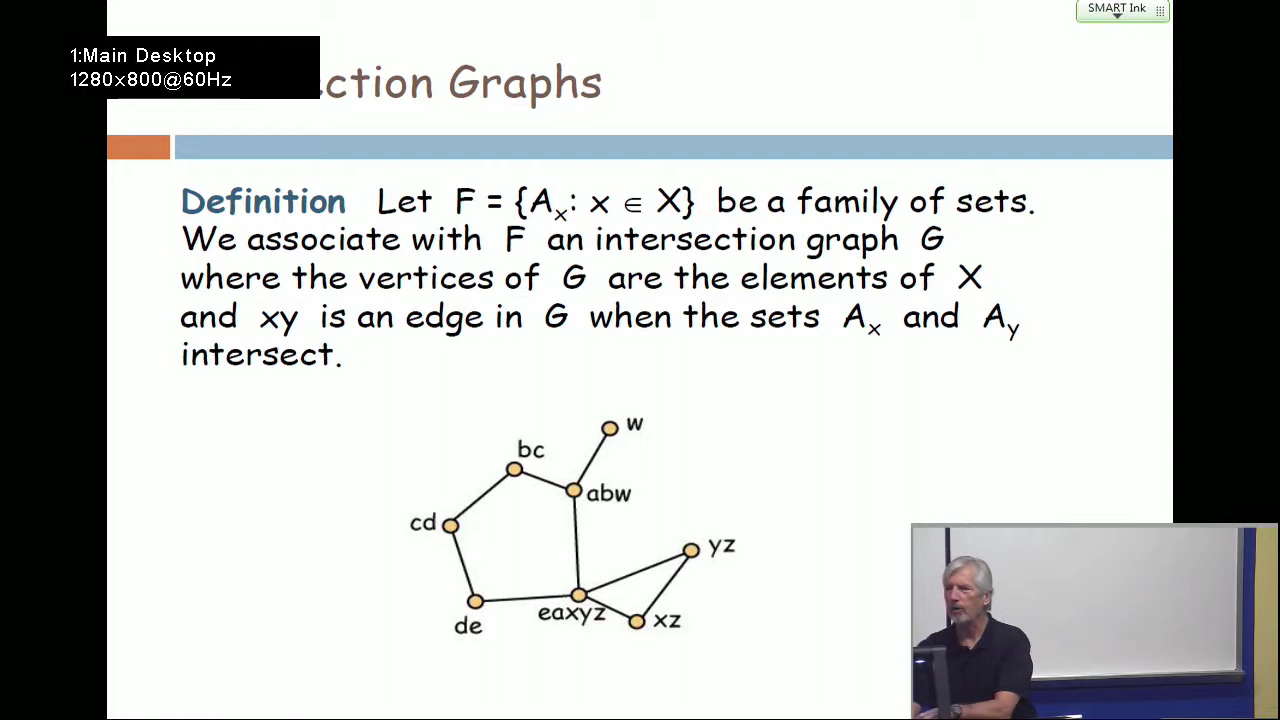 SMART Ink
1:Main Desktop
1280x800@60Hz
ction Graphs
Definition Let F = {Aₓ: x ∈ X} be a family of sets.
We associate with F an intersection graph G
where the vertices of G are the elements of X
and xy is an edge in G when the sets Aₓ and A_y
intersect.
w
bc
abw
cd
yz
eaxyz
xz
de